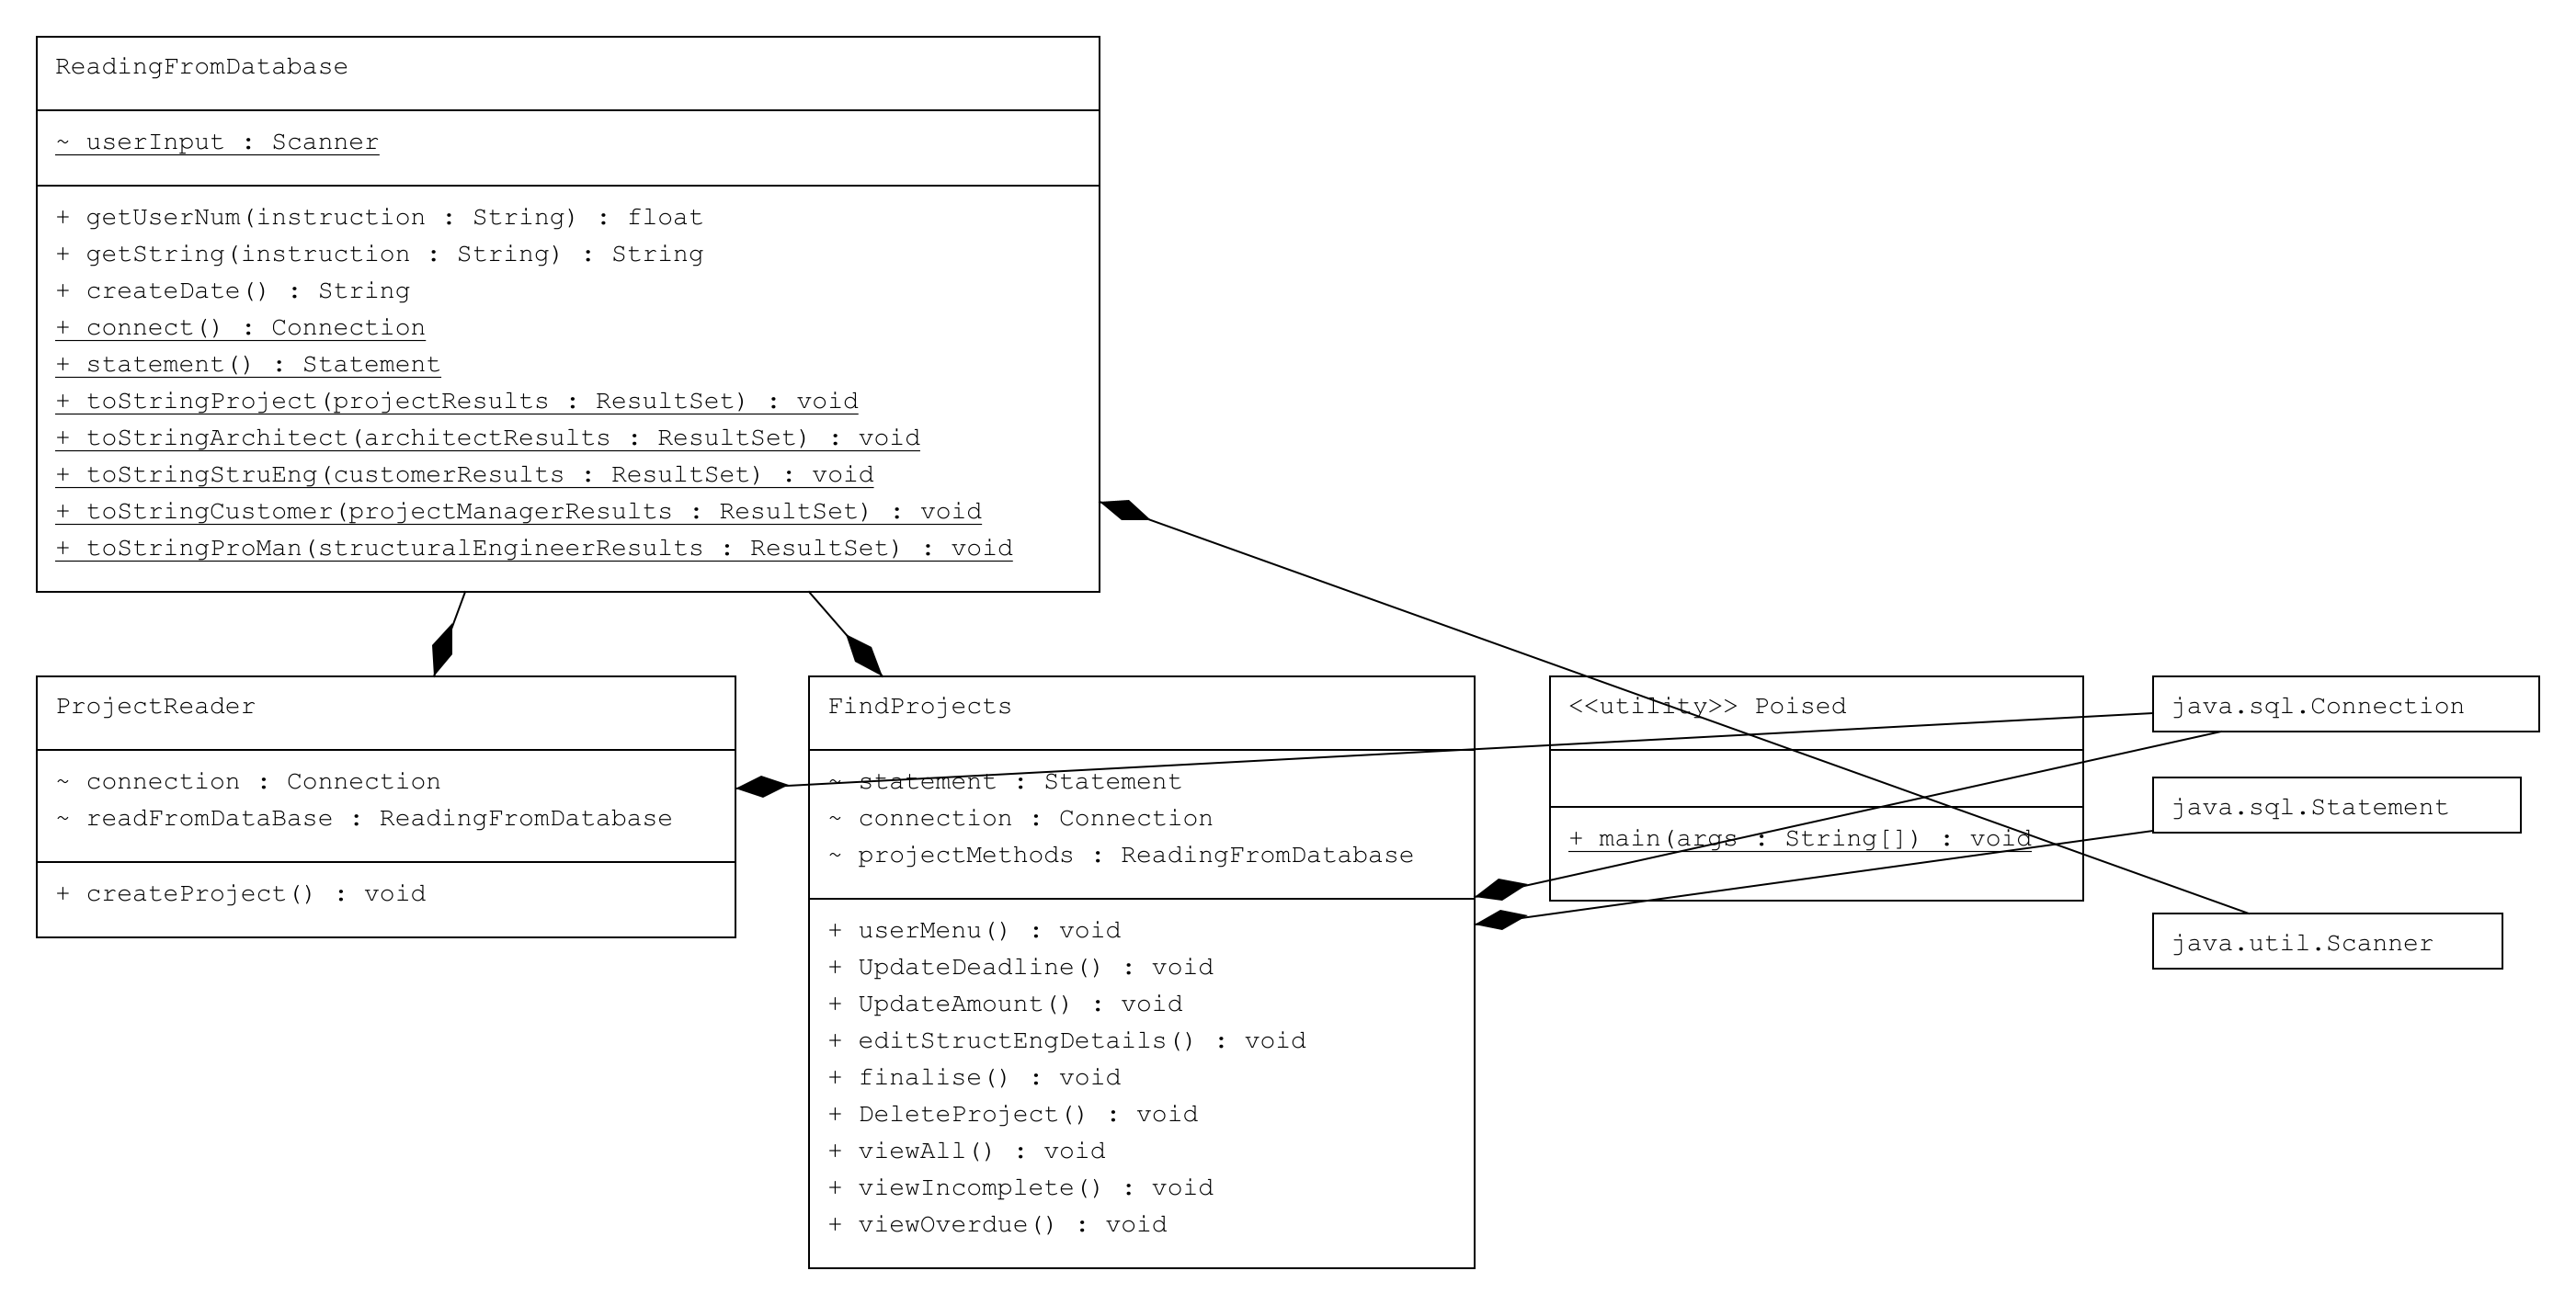 ReadingFromDatabase
~ userInput : Scanner
+ getUserNum(instruction : String) : float
+ getString(instruction : String) : String
+ createDate() : String
+ connect() : Connection
+ statement() : Statement
+ toStringProject(projectResults : ResultSet) : void
+ toStringArchitect(architectResults : ResultSet) : void
+ toStringStruEng(customerResults : ResultSet) : void
+ toStringCustomer(projectManagerResults : ResultSet) : void
+ toStringProMan(structuralEngineerResults : ResultSet) : void
ProjectReader
~ connection : Connection
~ readFromDataBase : ReadingFromDatabase
+ createProject() : void
FindProjects
~ statement : Statement
~ connection : Connection
~ projectMethods : ReadingFromDatabase
+ userMenu() : void
+ UpdateDeadline() : void
+ UpdateAmount() : void
+ editStructEngDetails() : void
+ finalise() : void
+ DeleteProject() : void
+ viewAll() : void
+ viewIncomplete() : void
+ viewOverdue() : void
<<utility>> Poised
+ main(args : String[]) : void
java.sql.Connection
java.sql.Statement
java.util.Scanner